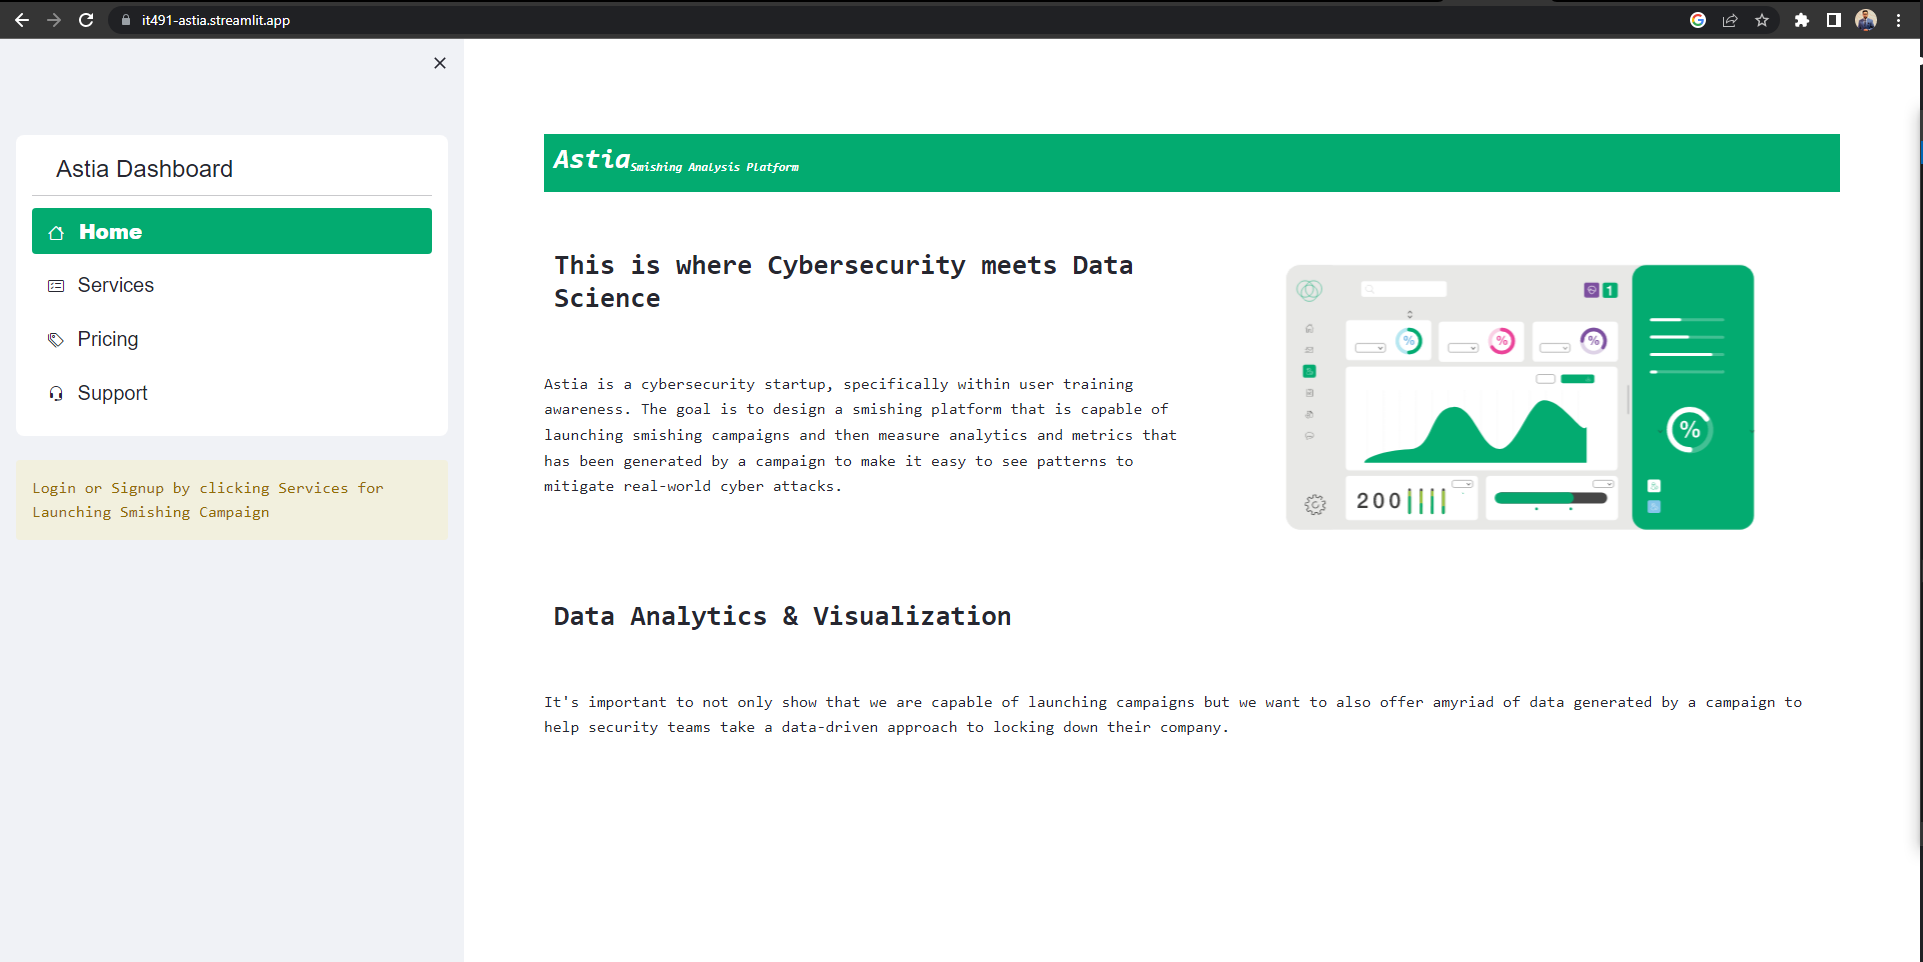 it491-astia.streamlit.app
Astia Dashboard
Home
Services
Pricing
Support
Login or Signup by clicking Services for
Launching Smishing Campaign
Astia Smishing Analysis Platform
This is where Cybersecurity meets Data
Science
Astia is a cybersecurity startup, specifically within user training
awareness. The goal is to design a smishing platform that is capable of
launching smishing campaigns and then measure analytics and metrics that
has been generated by a campaign to make it easy to see patterns to
mitigate real-world cyber attacks.
1
% % %
%
200
Data Analytics & Visualization
It's important to not only show that we are capable of launching campaigns but we want to also offer amyriad of data generated by a campaign to
help security teams take a data-driven approach to locking down their company.